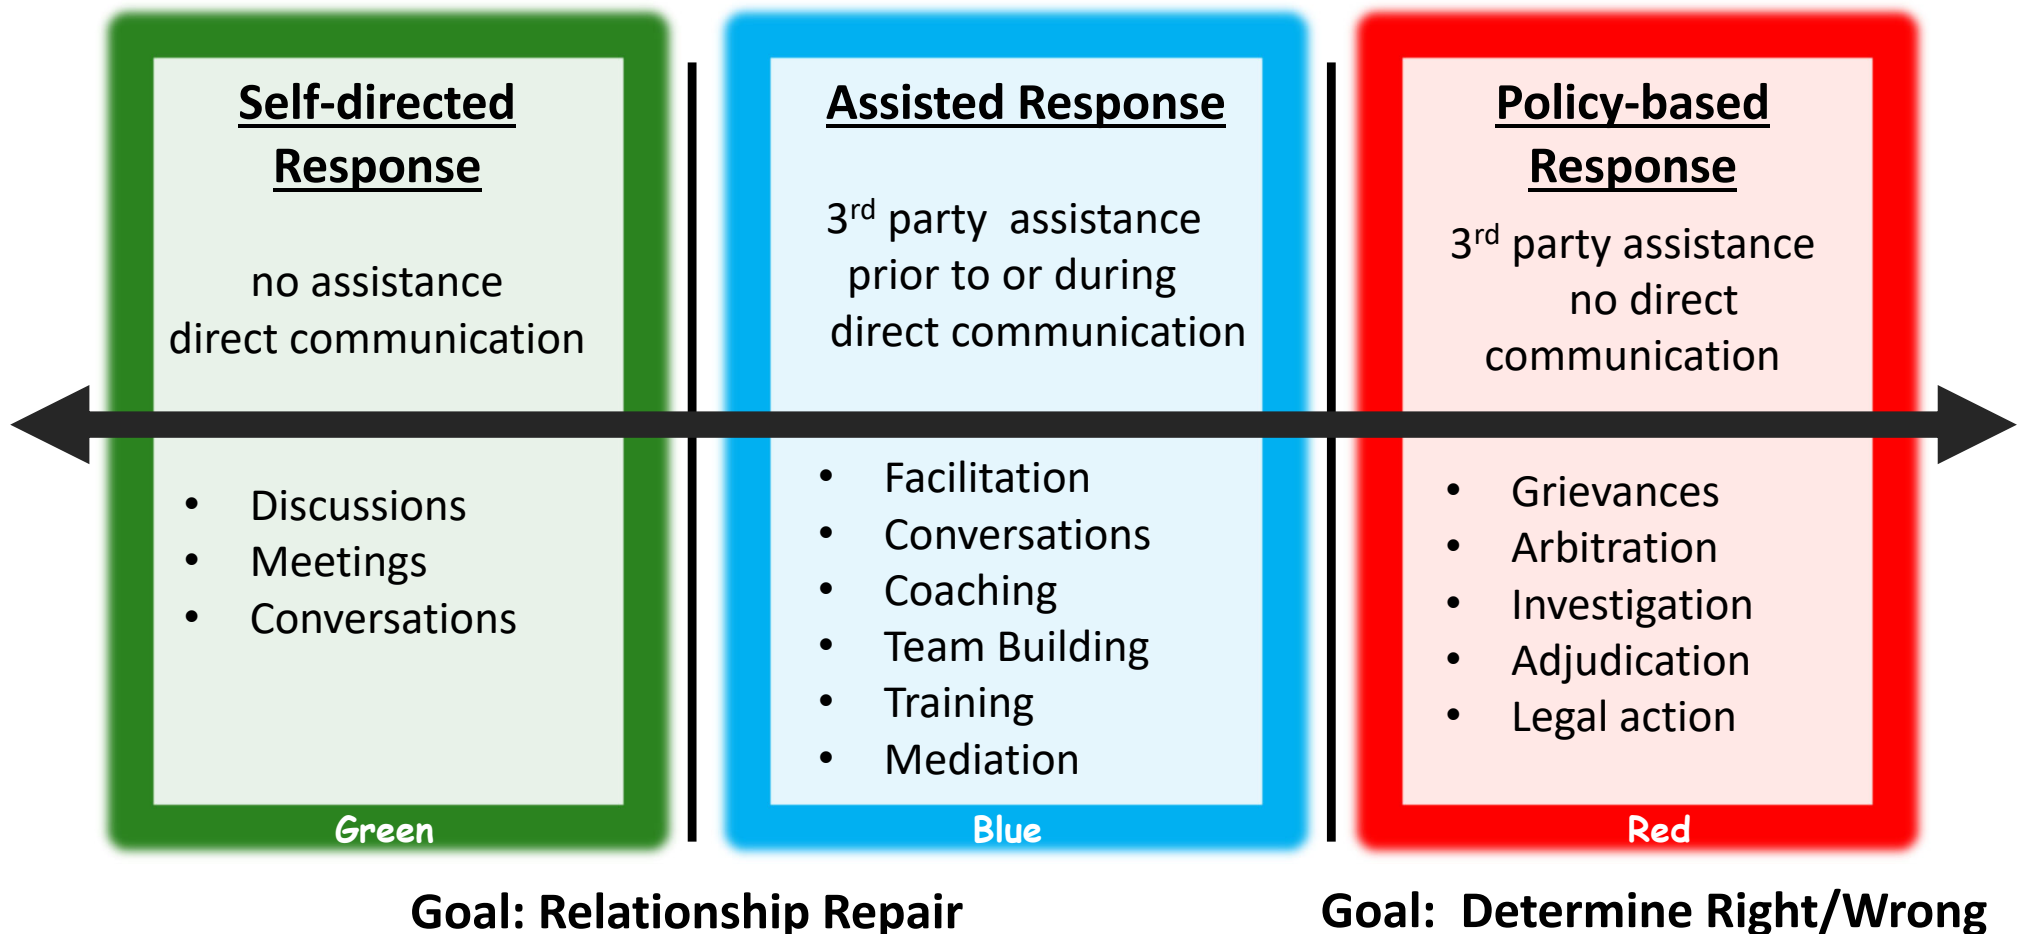 Self-directed
Response
no assistance
direct communication
• Discussions
• Meetings
• Conversations
Green
Assisted Response
3rd party  assistance
prior to or during
direct communication
• Facilitation
• Conversations
• Coaching
• Team Building
• Training
• Mediation
Blue
Policy-based
Response
3rd party assistance
no direct
communication
• Grievances
• Arbitration
• Investigation
• Adjudication
• Legal action
Red
Goal: Relationship Repair
Goal:  Determine Right/Wrong